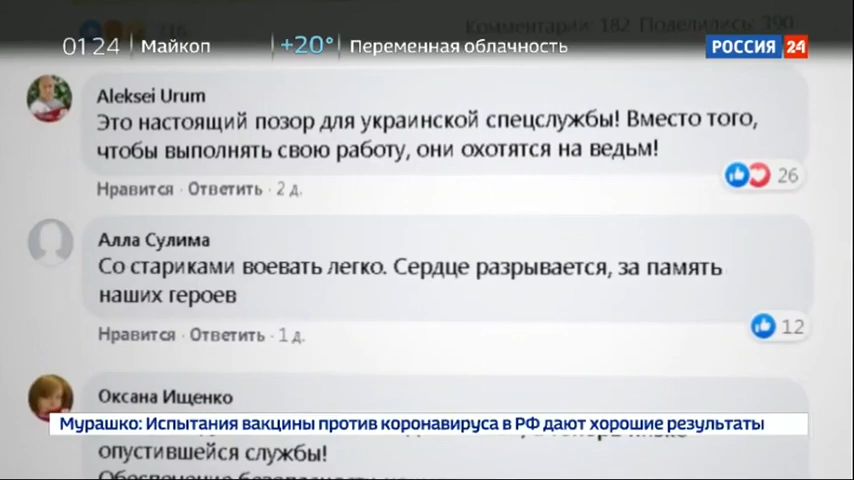 Комментарии: 182 Поделились: 390
01:24 Майкоп +20° Переменная облачность РОССИЯ 24
Aleksei Urum
Это настоящий позор для украинской спецслужбы! Вместо того,
чтобы выполнять свою работу, они охотятся на ведьм!
26
Нравится · Ответить · 2 д.
Алла Сулима
Со стариками воевать легко. Сердце разрывается, за память
наших героев
12
Нравится · Ответить · 1 д.
Оксана Ищенко
Мурашко: Испытания вакцины против коронавируса в РФ дают хорошие результаты
опустившейся службы!